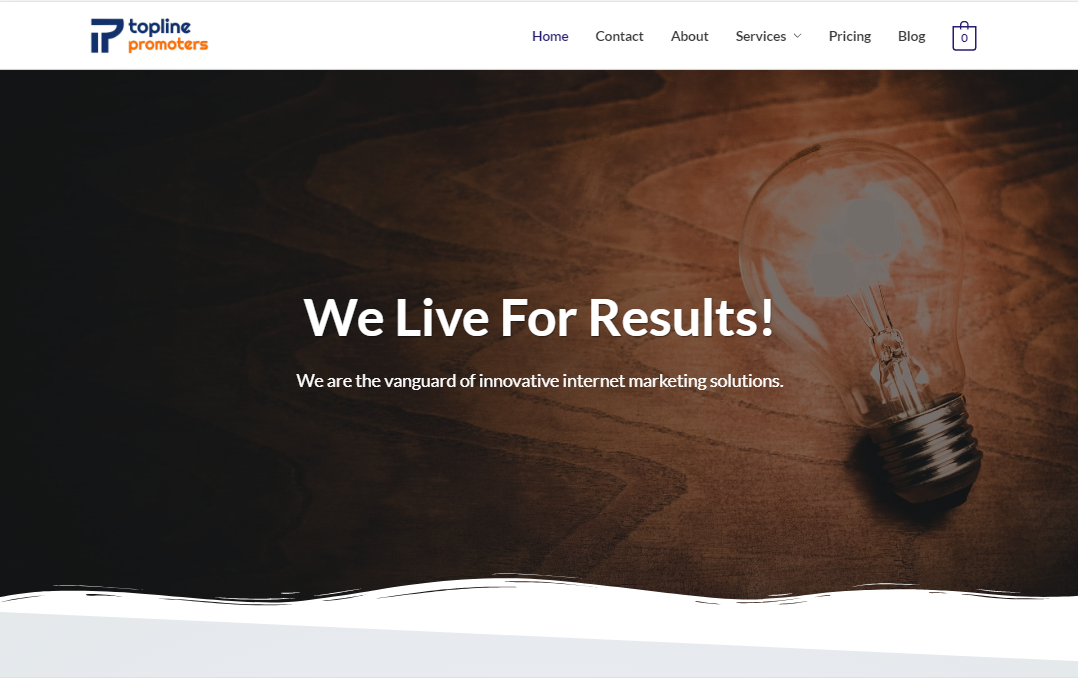 topline
promoters
Home Contact About Services Pricing Blog 0
We Live For Results!
We are the vanguard of innovative internet marketing solutions.